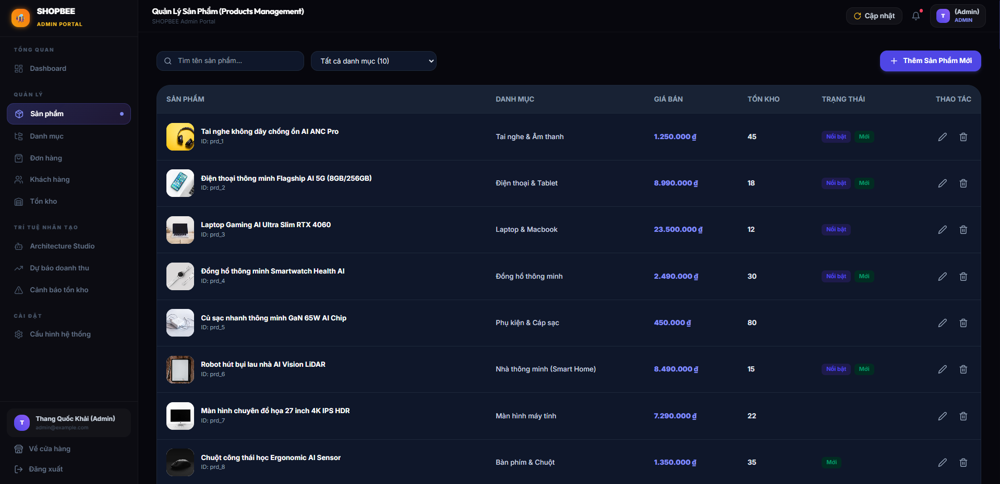 SHOPBEE
ADMIN PORTAL
TỔNG QUAN
Dashboard
QUẢN LÝ
Sản phẩm
Danh mục
Đơn hàng
Khách hàng
Tồn kho
TRÍ TUỆ NHÂN TẠO
Architecture Studio
Dự báo doanh thu
Cảnh báo tồn kho
CÀI ĐẶT
Cấu hình hệ thống
T
Thang Quốc Khải (Admin)
admin@example.com
Về cửa hàng
Đăng xuất
Quản Lý Sản Phẩm (Products Management)
SHOPBEE Admin Portal
Cập nhật
T
(Admin)
ADMIN
Tìm tên sản phẩm...
Tất cả danh mục (10)
Thêm Sản Phẩm Mới
SẢN PHẨM DANH MỤC GIÁ BÁN TỒN KHO TRẠNG THÁI THAO TÁC
Tai nghe không dây chống ồn AI ANC Pro
ID: prd_1
Tai nghe & Âm thanh 1.250.000 ₫ 45 Nổi bật Mới
Điện thoại thông minh Flagship AI 5G (8GB/256GB)
ID: prd_2
Điện thoại & Tablet 8.990.000 ₫ 18 Nổi bật Mới
Laptop Gaming AI Ultra Slim RTX 4060
ID: prd_3
Laptop & Macbook 23.500.000 ₫ 12 Nổi bật
Đồng hồ thông minh Smartwatch Health AI
ID: prd_4
Đồng hồ thông minh 2.490.000 ₫ 30 Nổi bật Mới
Củ sạc nhanh thông minh GaN 65W AI Chip
ID: prd_5
Phụ kiện & Cáp sạc 450.000 ₫ 80
Robot hút bụi lau nhà AI Vision LiDAR
ID: prd_6
Nhà thông minh (Smart Home) 8.490.000 ₫ 15 Nổi bật Mới
Màn hình chuyên đồ họa 27 inch 4K IPS HDR
ID: prd_7
Màn hình máy tính 7.290.000 ₫ 22
Chuột công thái học Ergonomic AI Sensor
ID: prd_8
Bàn phím & Chuột 1.350.000 ₫ 35 Mới